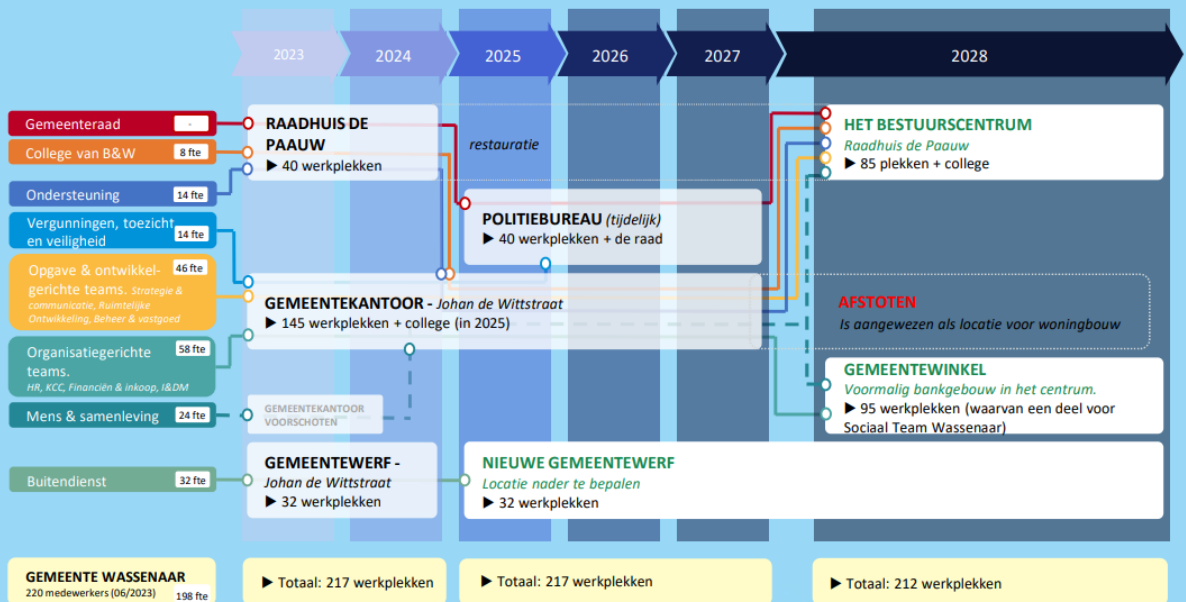 2023
2024
2025
2026
2027
2028
Gemeenteraad
-
College van B&W
8 fte
Ondersteuning
14 fte
Vergunningen, toezicht
en veiligheid
14 fte
Opgave & ontwikkel-
46 fte
gerichte teams. Strategie &
communicatie, Ruimtelijke
Ontwikkeling, Beheer & vastgoed
Organisatiegerichte
58 fte
teams.
HR, KCC, Financiën & inkoop, I&DM
Mens & samenleving
24 fte
Buitendienst
32 fte
RAADHUIS DE
PAAUW
▶ 40 werkplekken
restauratie
POLITIEBUREAU (tijdelijk)
▶ 40 werkplekken + de raad
HET BESTUURSCENTRUM
Raadhuis de Paauw
▶ 85 plekken + college
GEMEENTEKANTOOR - Johan de Wittstraat
▶ 145 werkplekken + college (in 2025)
AFSTOTEN
Is aangewezen als locatie voor woningbouw
GEMEENTEKANTOOR
VOORSCHOTEN
GEMEENTEWINKEL
Voormalig bankgebouw in het centrum.
▶ 95 werkplekken (waarvan een deel voor
Sociaal Team Wassenaar)
GEMEENTEWERF -
Johan de Wittstraat
▶ 32 werkplekken
NIEUWE GEMEENTEWERF
Locatie nader te bepalen
▶ 32 werkplekken
GEMEENTE WASSENAAR
220 medewerkers (06/2023)
198 fte
▶ Totaal: 217 werkplekken
▶ Totaal: 217 werkplekken
▶ Totaal: 212 werkplekken